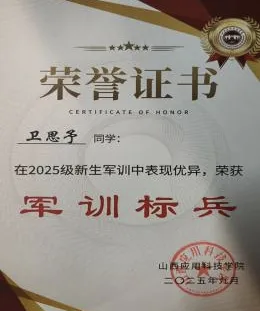 荣誉证书
CERTIFICATE OF HONOR
卫思予 同学:
在2025级新生军训中表现优异,荣获
军训标兵
山西应用科技学院
二〇二五年九月